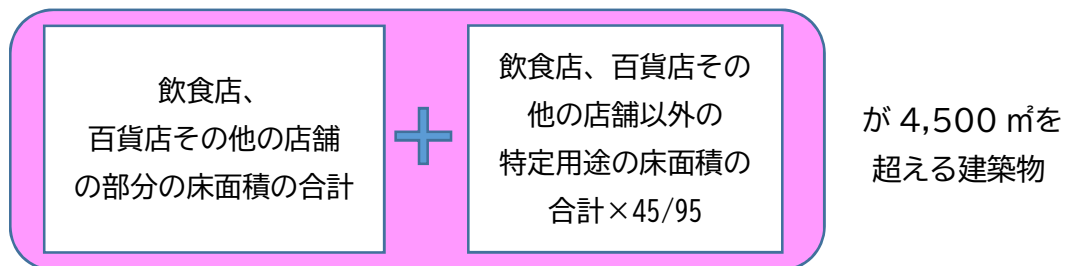 飲食店、
百貨店その他の店舗
の部分の床面積の合計
+
飲食店、百貨店その
他の店舗以外の
特定用途の床面積の
合計×45/95
が 4,500 ㎡を
超える建築物